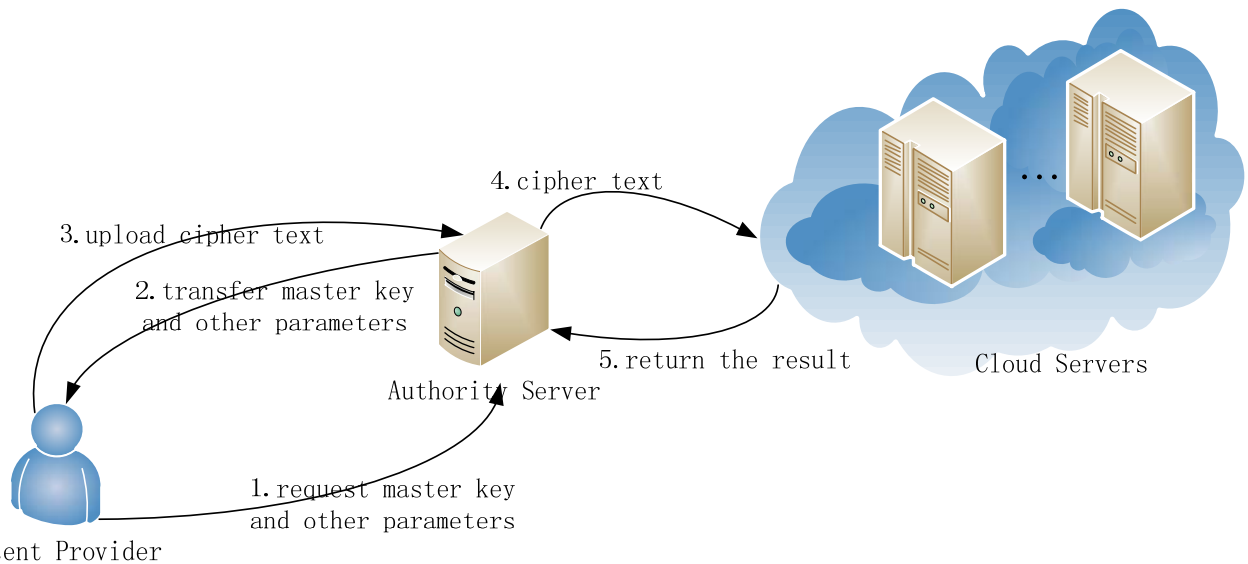 4.cipher text
3.upload cipher text
2.transfer master key
and other parameters
5.return the result
Cloud Servers
Authority Server
1.request master key
and other parameters
Provider